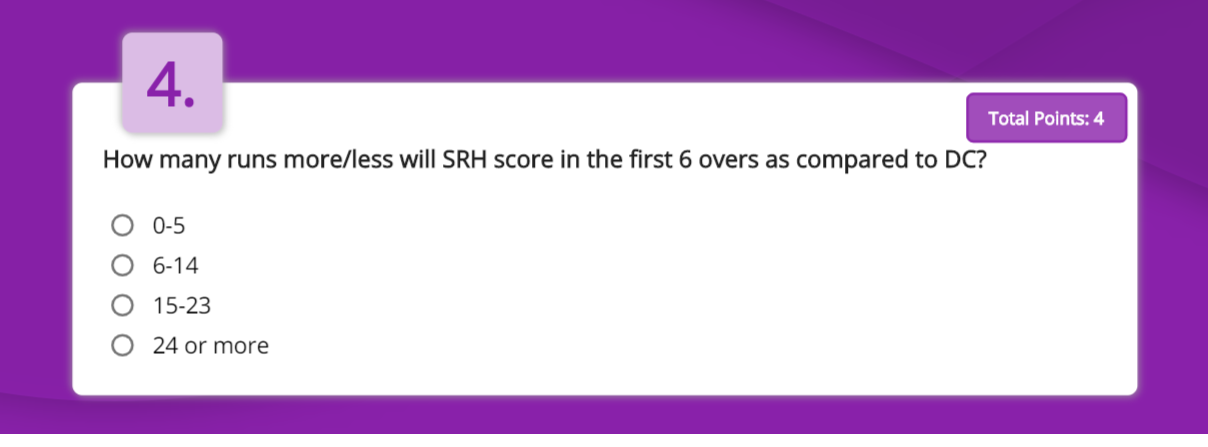 4.
Total Points: 4
How many runs more/less will SRH score in the first 6 overs as compared to DC?
0-5
6-14
15-23
24 or more